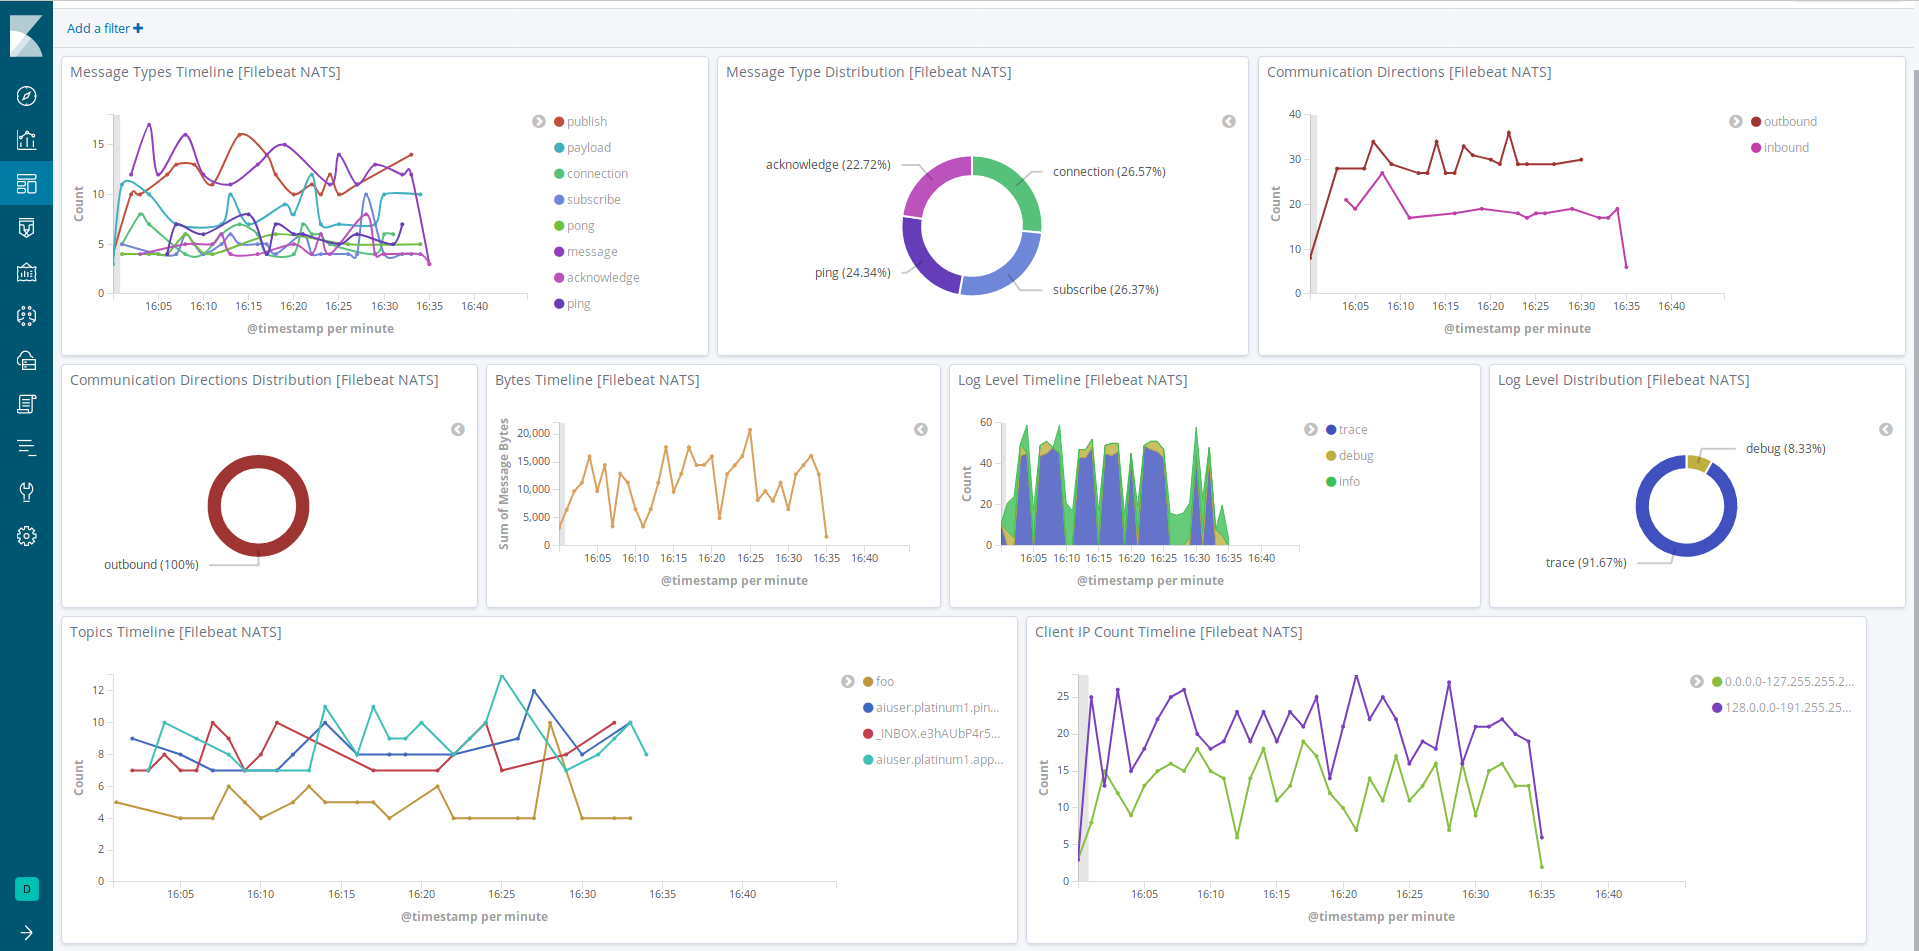 Add a filter +
Message Types Timeline [Filebeat NATS]
Count
15
10
5
0
16:05 16:10 16:15 16:20 16:25 16:30 16:35 16:40
@timestamp per minute
publish
payload
connection
subscribe
pong
message
acknowledge
ping
Message Type Distribution [Filebeat NATS]
acknowledge (22.72%)
connection (26.57%)
ping (24.34%)
subscribe (26.37%)
Communication Directions [Filebeat NATS]
Count
40
30
20
10
0
16:05 16:10 16:15 16:20 16:25 16:30 16:35 16:40
@timestamp per minute
outbound
inbound
Communication Directions Distribution [Filebeat NATS]
outbound (100%)
Bytes Timeline [Filebeat NATS]
Sum of Message Bytes
20,000
15,000
10,000
5,000
0
16:05 16:10 16:15 16:20 16:25 16:30 16:35 16:40
@timestamp per minute
Log Level Timeline [Filebeat NATS]
Count
60
40
20
0
16:05 16:10 16:15 16:20 16:25 16:30 16:35 16:40
@timestamp per minute
trace
debug
info
Log Level Distribution [Filebeat NATS]
debug (8.33%)
trace (91.67%)
Topics Timeline [Filebeat NATS]
Count
12
10
8
6
4
2
0
16:05 16:10 16:15 16:20 16:25 16:30 16:35 16:40
@timestamp per minute
foo
aiuser.platinum1.pin...
_INBOX.e3hAUbP4r5...
aiuser.platinum1.app...
Client IP Count Timeline [Filebeat NATS]
Count
25
20
15
10
5
0
16:05 16:10 16:15 16:20 16:25 16:30 16:35 16:40
@timestamp per minute
0.0.0.0-127.255.255.2...
128.0.0.0-191.255.25...
D